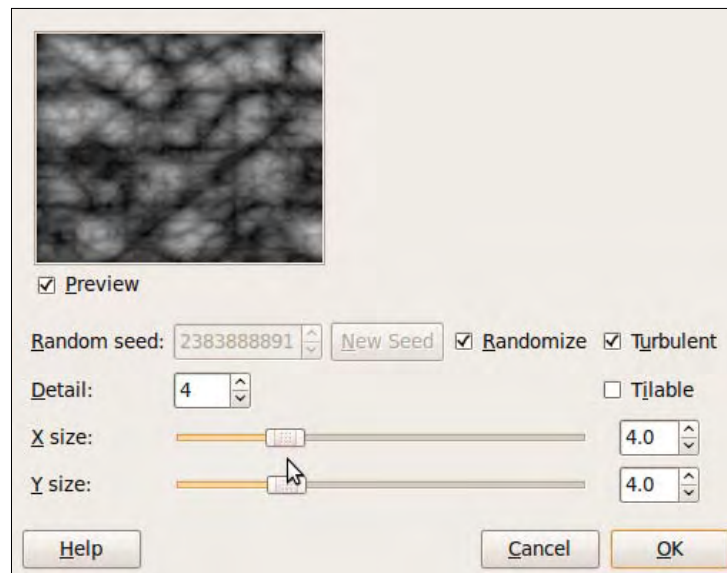 Preview
Random seed: 2383888891 New Seed Randomize Turbulent
Detail: 4 Tilable
X size: 4.0
Y size: 4.0
Help Cancel OK